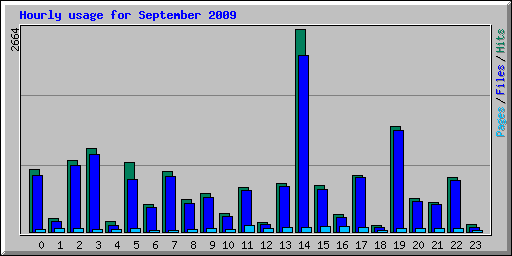 Hourly usage for September 2009
2664
Pages/Files/Hits
0 1 2 3 4 5 6 7 8 9 10 11 12 13 14 15 16 17 18 19 20 21 22 23